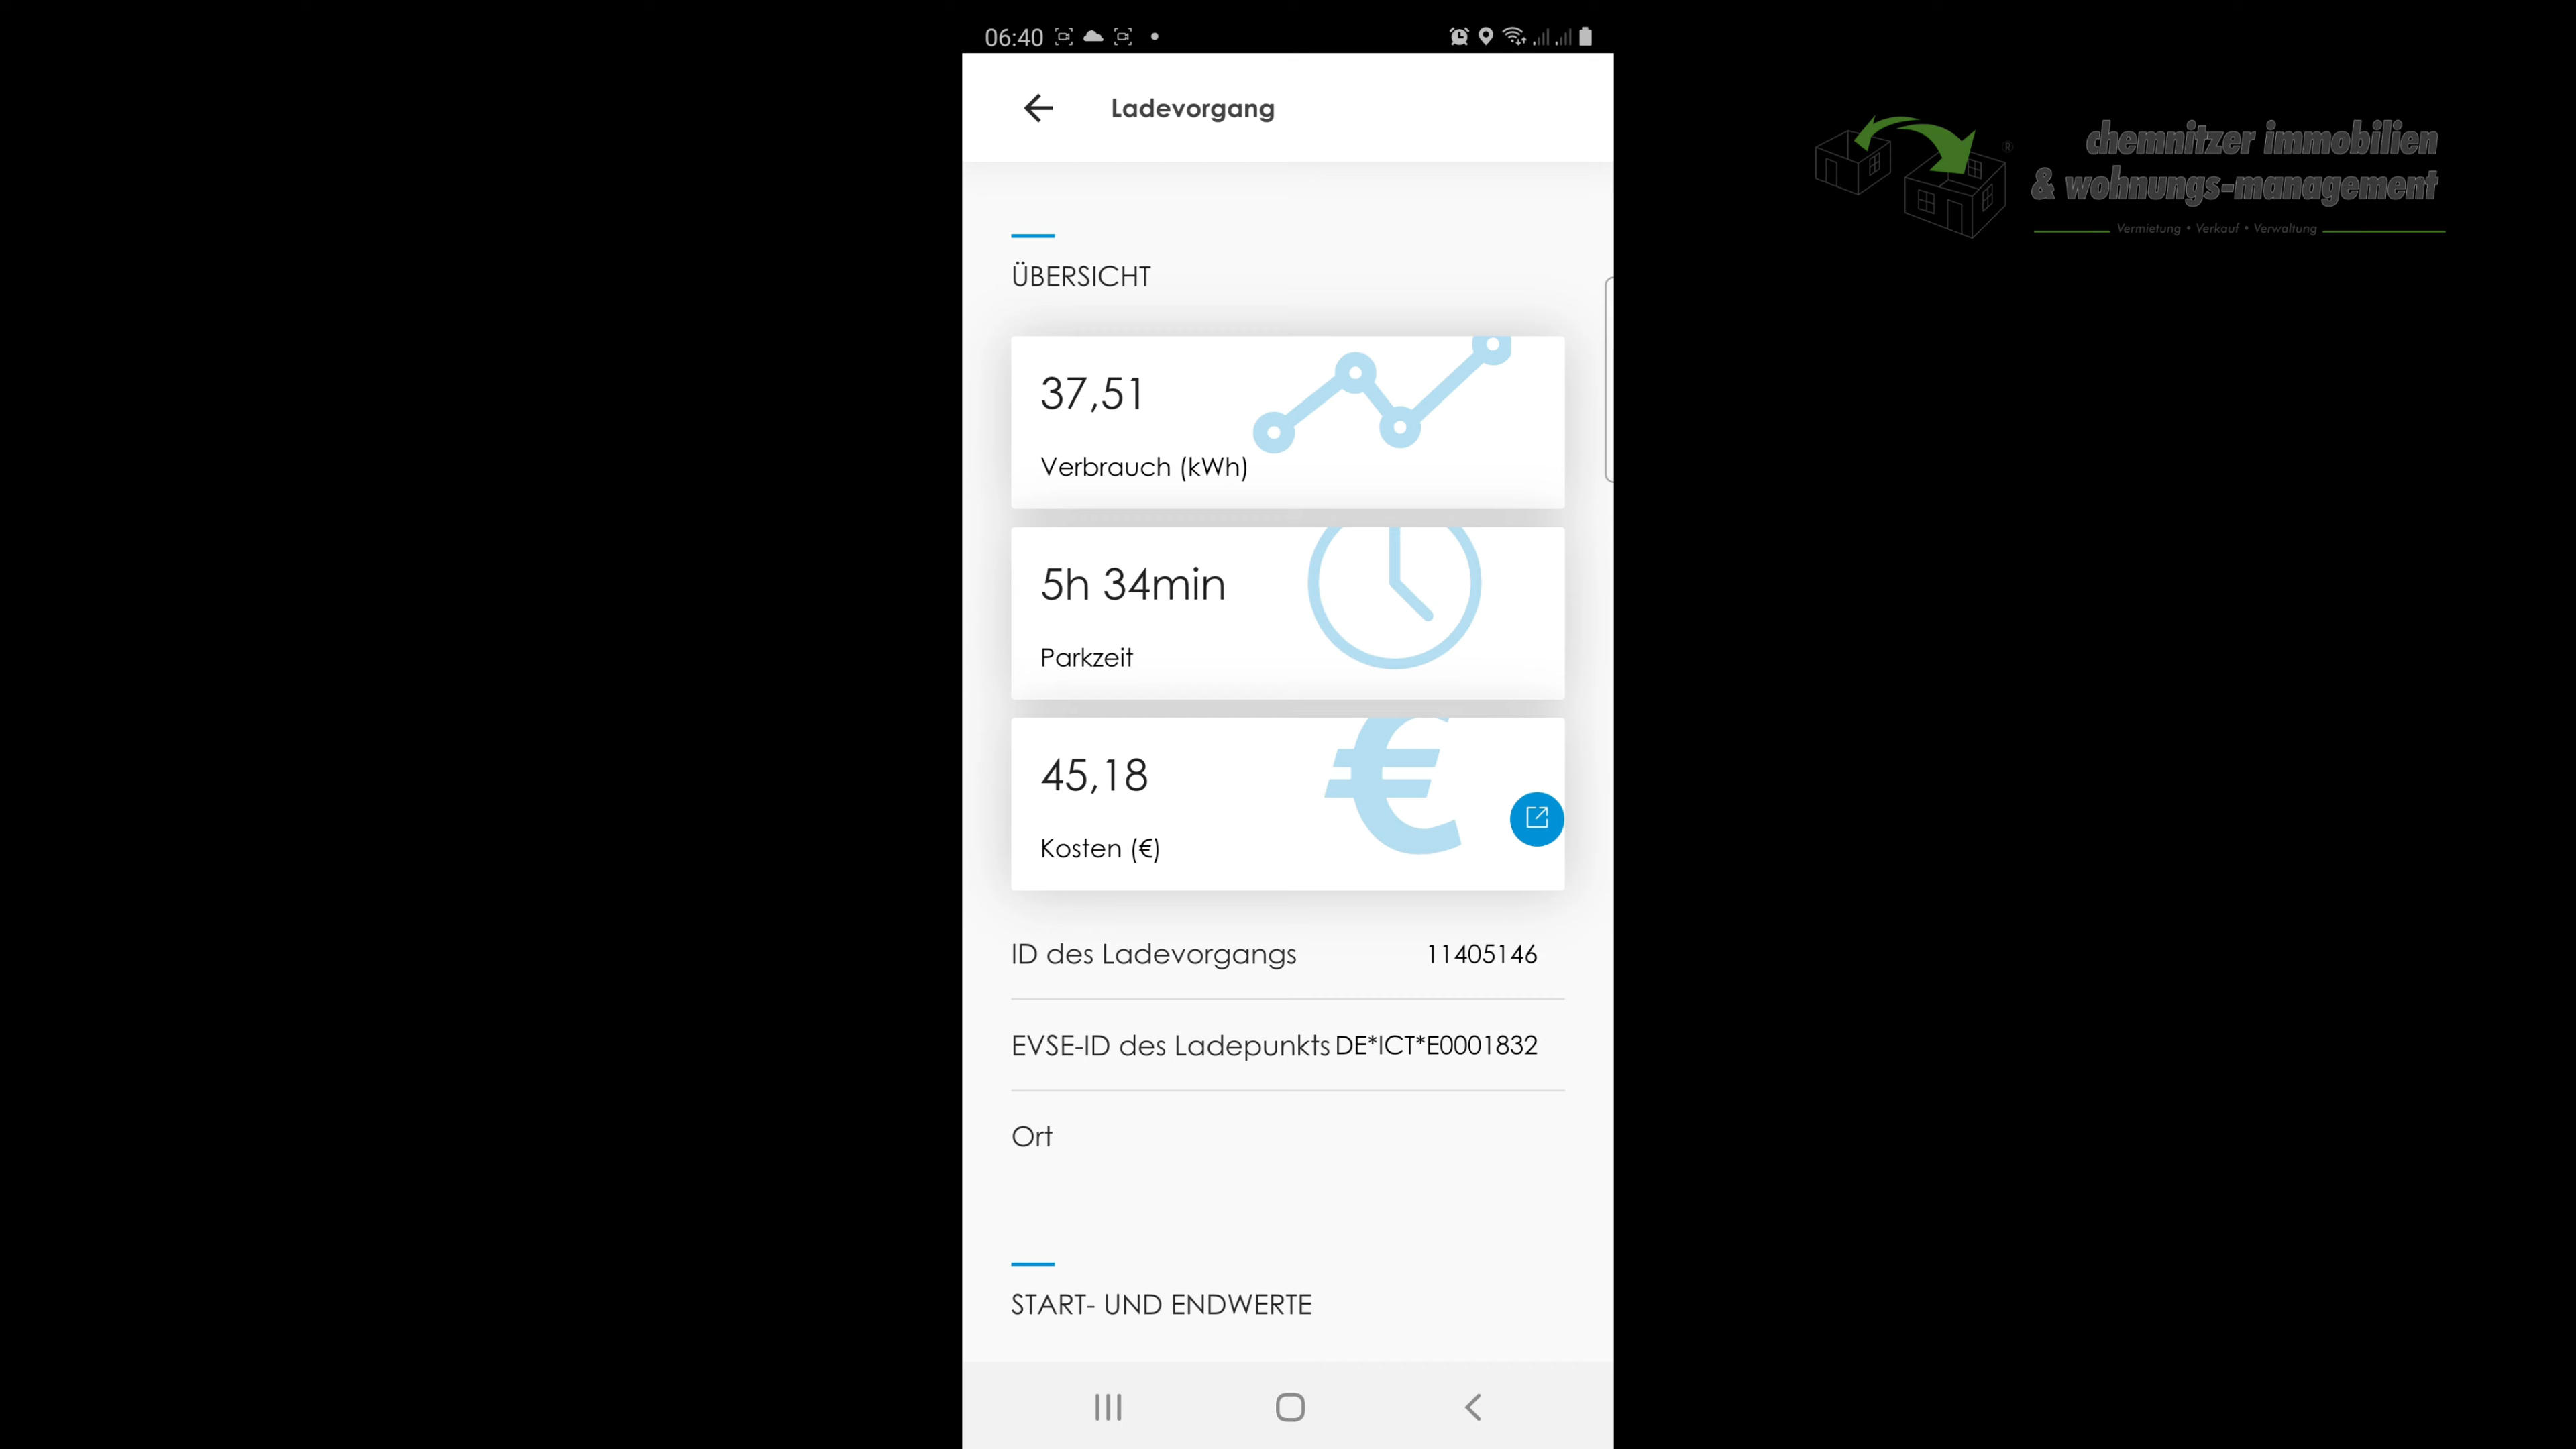 06:40
Ladevorgang
chemnitzer immobilien
& wohnungs-management
®
Vermietung • Verkauf • Verwaltung
ÜBERSICHT
37,51
Verbrauch (kWh)
5h 34min
Parkzeit
45,18
€
Kosten (€)
ID des Ladevorgangs 11405146
EVSE-ID des Ladepunkts DE*ICT*E0001832
Ort
START- UND ENDWERTE